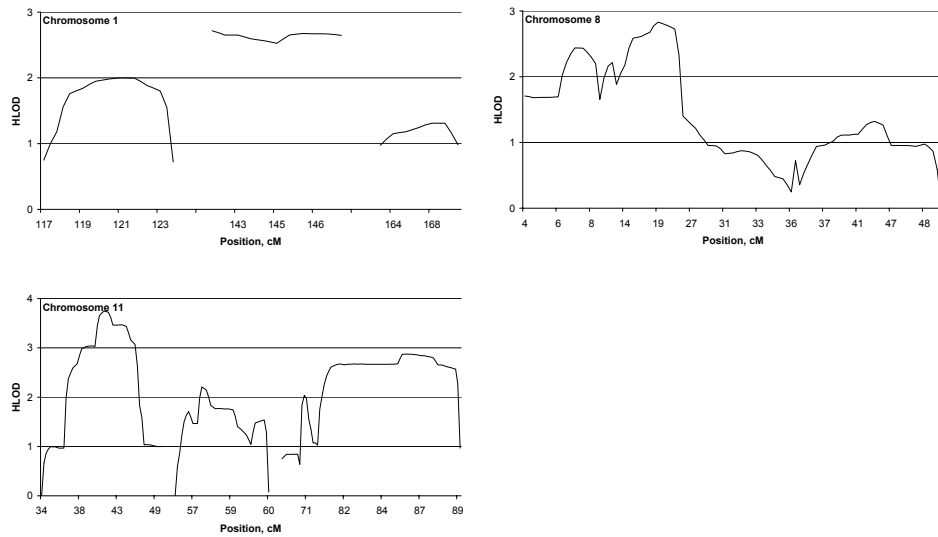 Chromosome 1
3
2
1
0
HLOD
117 119 121 123 143 145 146 164 168
Position, cM
Chromosome 8
3
2
1
0
HLOD
4 6 8 14 19 27 31 33 36 37 41 47 48
Position, cM
Chromosome 11
4
3
2
1
0
HLOD
34 38 43 49 57 59 60 71 82 84 87 89
Position, cM